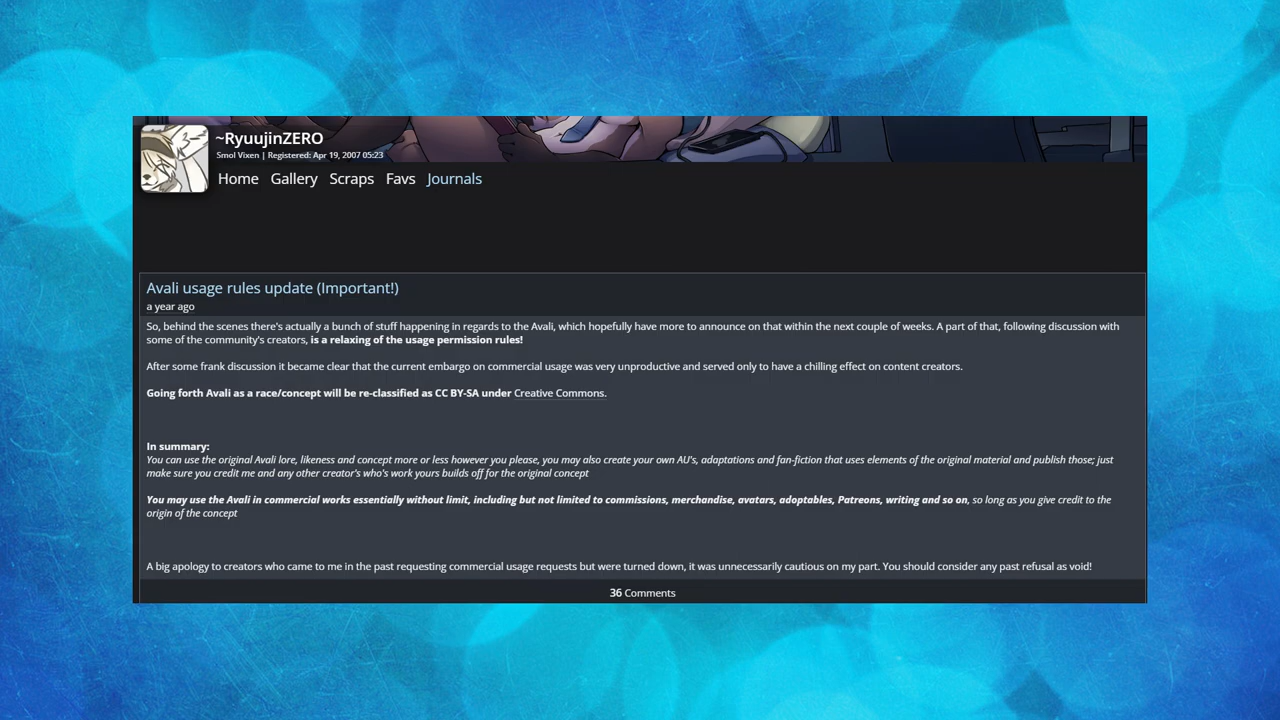 ~RyuujinZERO
Smol Vixen | Registered: Apr 19, 2007 05:23
Home Gallery Scraps Favs Journals
Avali usage rules update (Important!)
a year ago
So, behind the scenes there's actually a bunch of stuff happening in regards to the Avali, which hopefully have more to announce on that within the next couple of weeks. A part of that, following discussion with
some of the community's creators, is a relaxing of the usage permission rules!
After some frank discussion it became clear that the current embargo on commercial usage was very unproductive and served only to have a chilling effect on content creators.
Going forth Avali as a race/concept will be re-classified as CC BY-SA under Creative Commons.
In summary:
You can use the original Avali lore, likeness and concept more or less however you please, you may also create your own AU's, adaptations and fan-fiction that uses elements of the original material and publish those; just
make sure you credit me and any other creator's who's work yours builds off for the original concept
You may use the Avali in commercial works essentially without limit, including but not limited to commissions, merchandise, avatars, adoptables, Patreons, writing and so on, so long as you give credit to the
origin of the concept
A big apology to creators who came to me in the past requesting commercial usage requests but were turned down, it was unnecessarily cautious on my part. You should consider any past refusal as void!
36 Comments